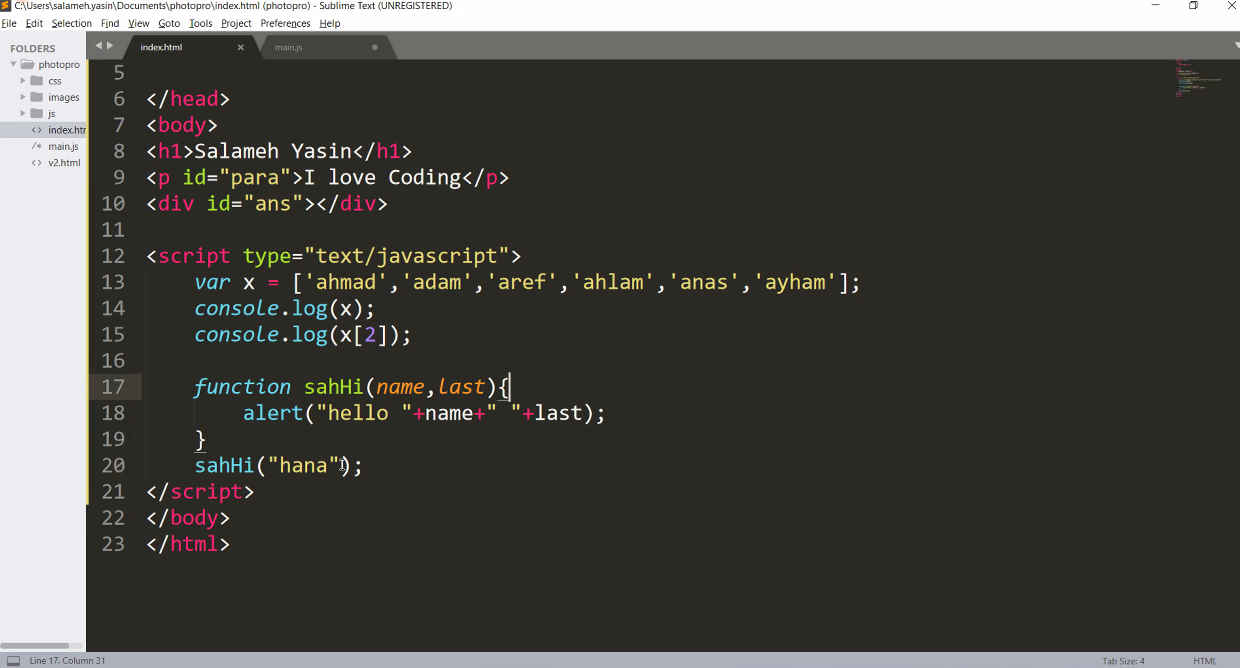 C:\Users\salameh.yasin\Documents\photopro\index.html (photopro) - Sublime Text (UNREGISTERED)
File Edit Selection Find View Goto Tools Project Preferences Help
FOLDERS
photopro
css
images
js
index.htm
main.js
v2.html
index.html
main.js
5
6 </head>
7 <body>
8 <h1>Salameh Yasin</h1>
9 <p id="para">I love Coding</p>
10 <div id="ans"></div>
11
12 <script type="text/javascript">
13 var x = ['ahmad','adam','aref','ahlam','anas','ayham'];
14 console.log(x);
15 console.log(x[2]);
16
17 function sahHi(name,last){
18 alert("hello "+name+" "+last);
19 }
20 sahHi("hana");
21 </script>
22 </body>
23 </html>
Line 17, Column 31
Tab Size: 4
HTML